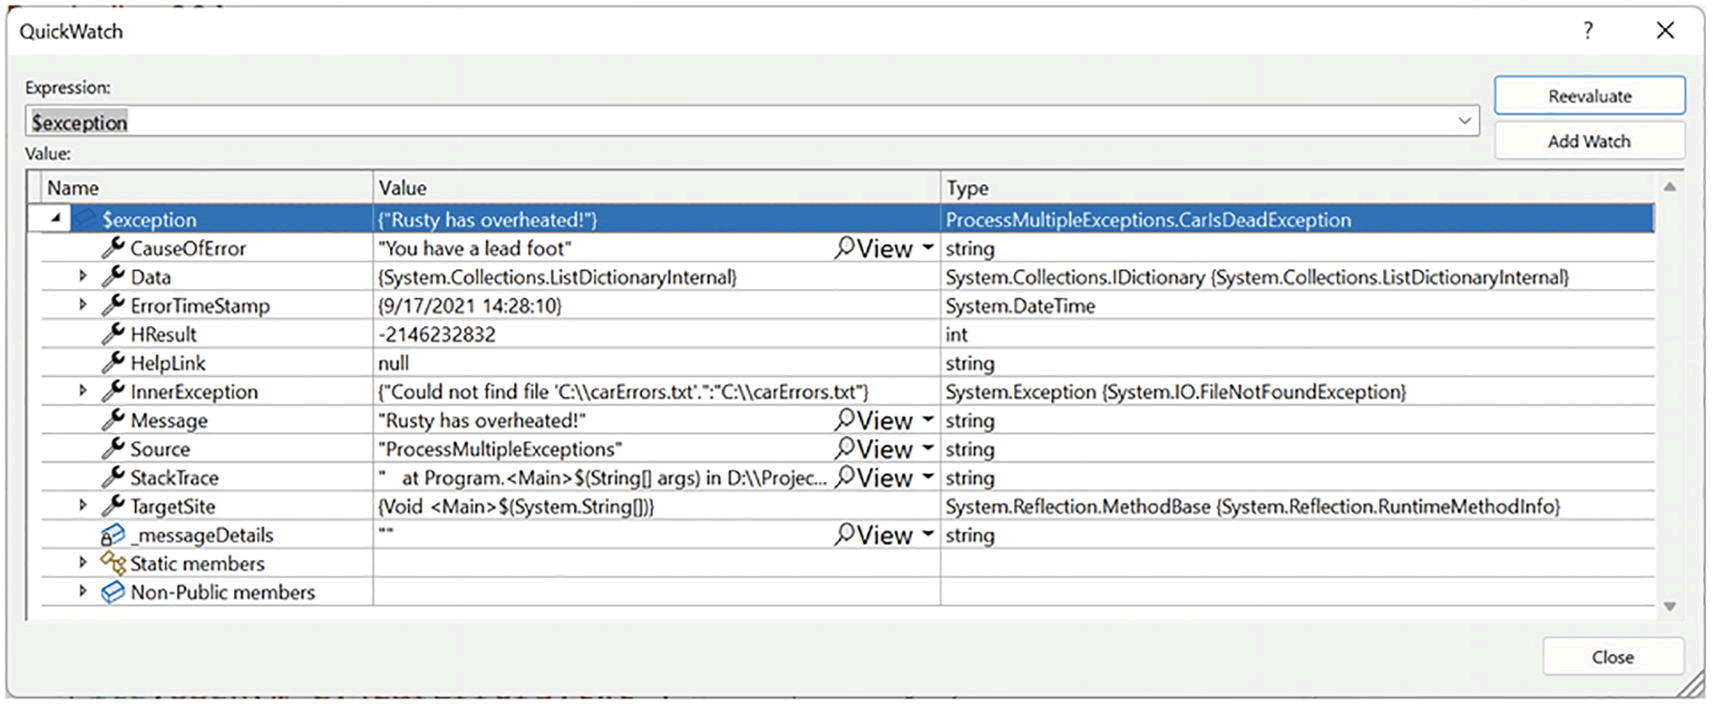 QuickWatch ?
Expression:
$exception
Reevaluate
Add Watch
Value:
Name Value Type
$exception {"Rusty has overheated!"} ProcessMultipleExceptions.CarIsDeadException
CauseOfError "You have a lead foot" View string
Data {System.Collections.ListDictionaryInternal} System.Collections.IDictionary {System.Collections.ListDictionaryInternal}
ErrorTimeStamp {9/17/2021 14:28:10} System.DateTime
HResult -2146232832 int
HelpLink null string
InnerException {"Could not find file 'C:\\carErrors.txt'.":"C:\\carErrors.txt"} System.Exception {System.IO.FileNotFoundException}
Message "Rusty has overheated!" View string
Source "ProcessMultipleExceptions" View string
StackTrace "   at Program.<Main>$(String[] args) in D:\\Projec... View string
TargetSite {Void <Main>$(System.String[])} System.Reflection.MethodBase {System.Reflection.RuntimeMethodInfo}
_messageDetails "" View string
Static members
Non-Public members
Close